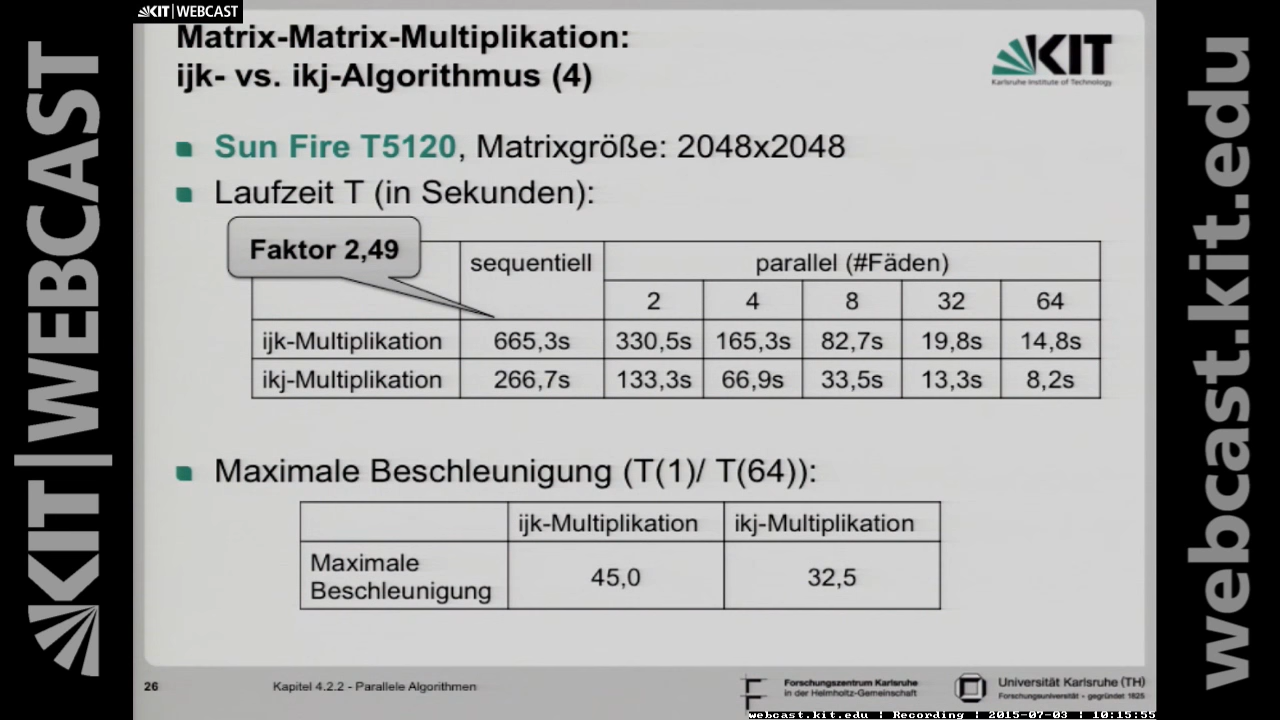 KIT|WEBCAST
KIT|WEBCAST
webcast.kit.edu
Matrix-Matrix-Multiplikation:
ijk- vs. ikj-Algorithmus (4)
KIT
Karlsruhe Institute of Technology
Sun Fire T5120, Matrixgröße: 2048x2048
Laufzeit T (in Sekunden):
Faktor 2,49
sequentiell parallel (#Fäden)
2 4 8 32 64
ijk-Multiplikation 665,3s 330,5s 165,3s 82,7s 19,8s 14,8s
ikj-Multiplikation 266,7s 133,3s 66,9s 33,5s 13,3s 8,2s
Maximale Beschleunigung (T(1)/ T(64)):
ijk-Multiplikation ikj-Multiplikation
Maximale
Beschleunigung 45,0 32,5
26 Kapitel 4.2.2 - Parallele Algorithmen
Forschungszentrum Karlsruhe
in der Helmholtz-Gemeinschaft
Universität Karlsruhe (TH)
Forschungsuniversität • gegründet 1825
webcast.kit.edu | Recording | 2015-07-03 | 10:15:55